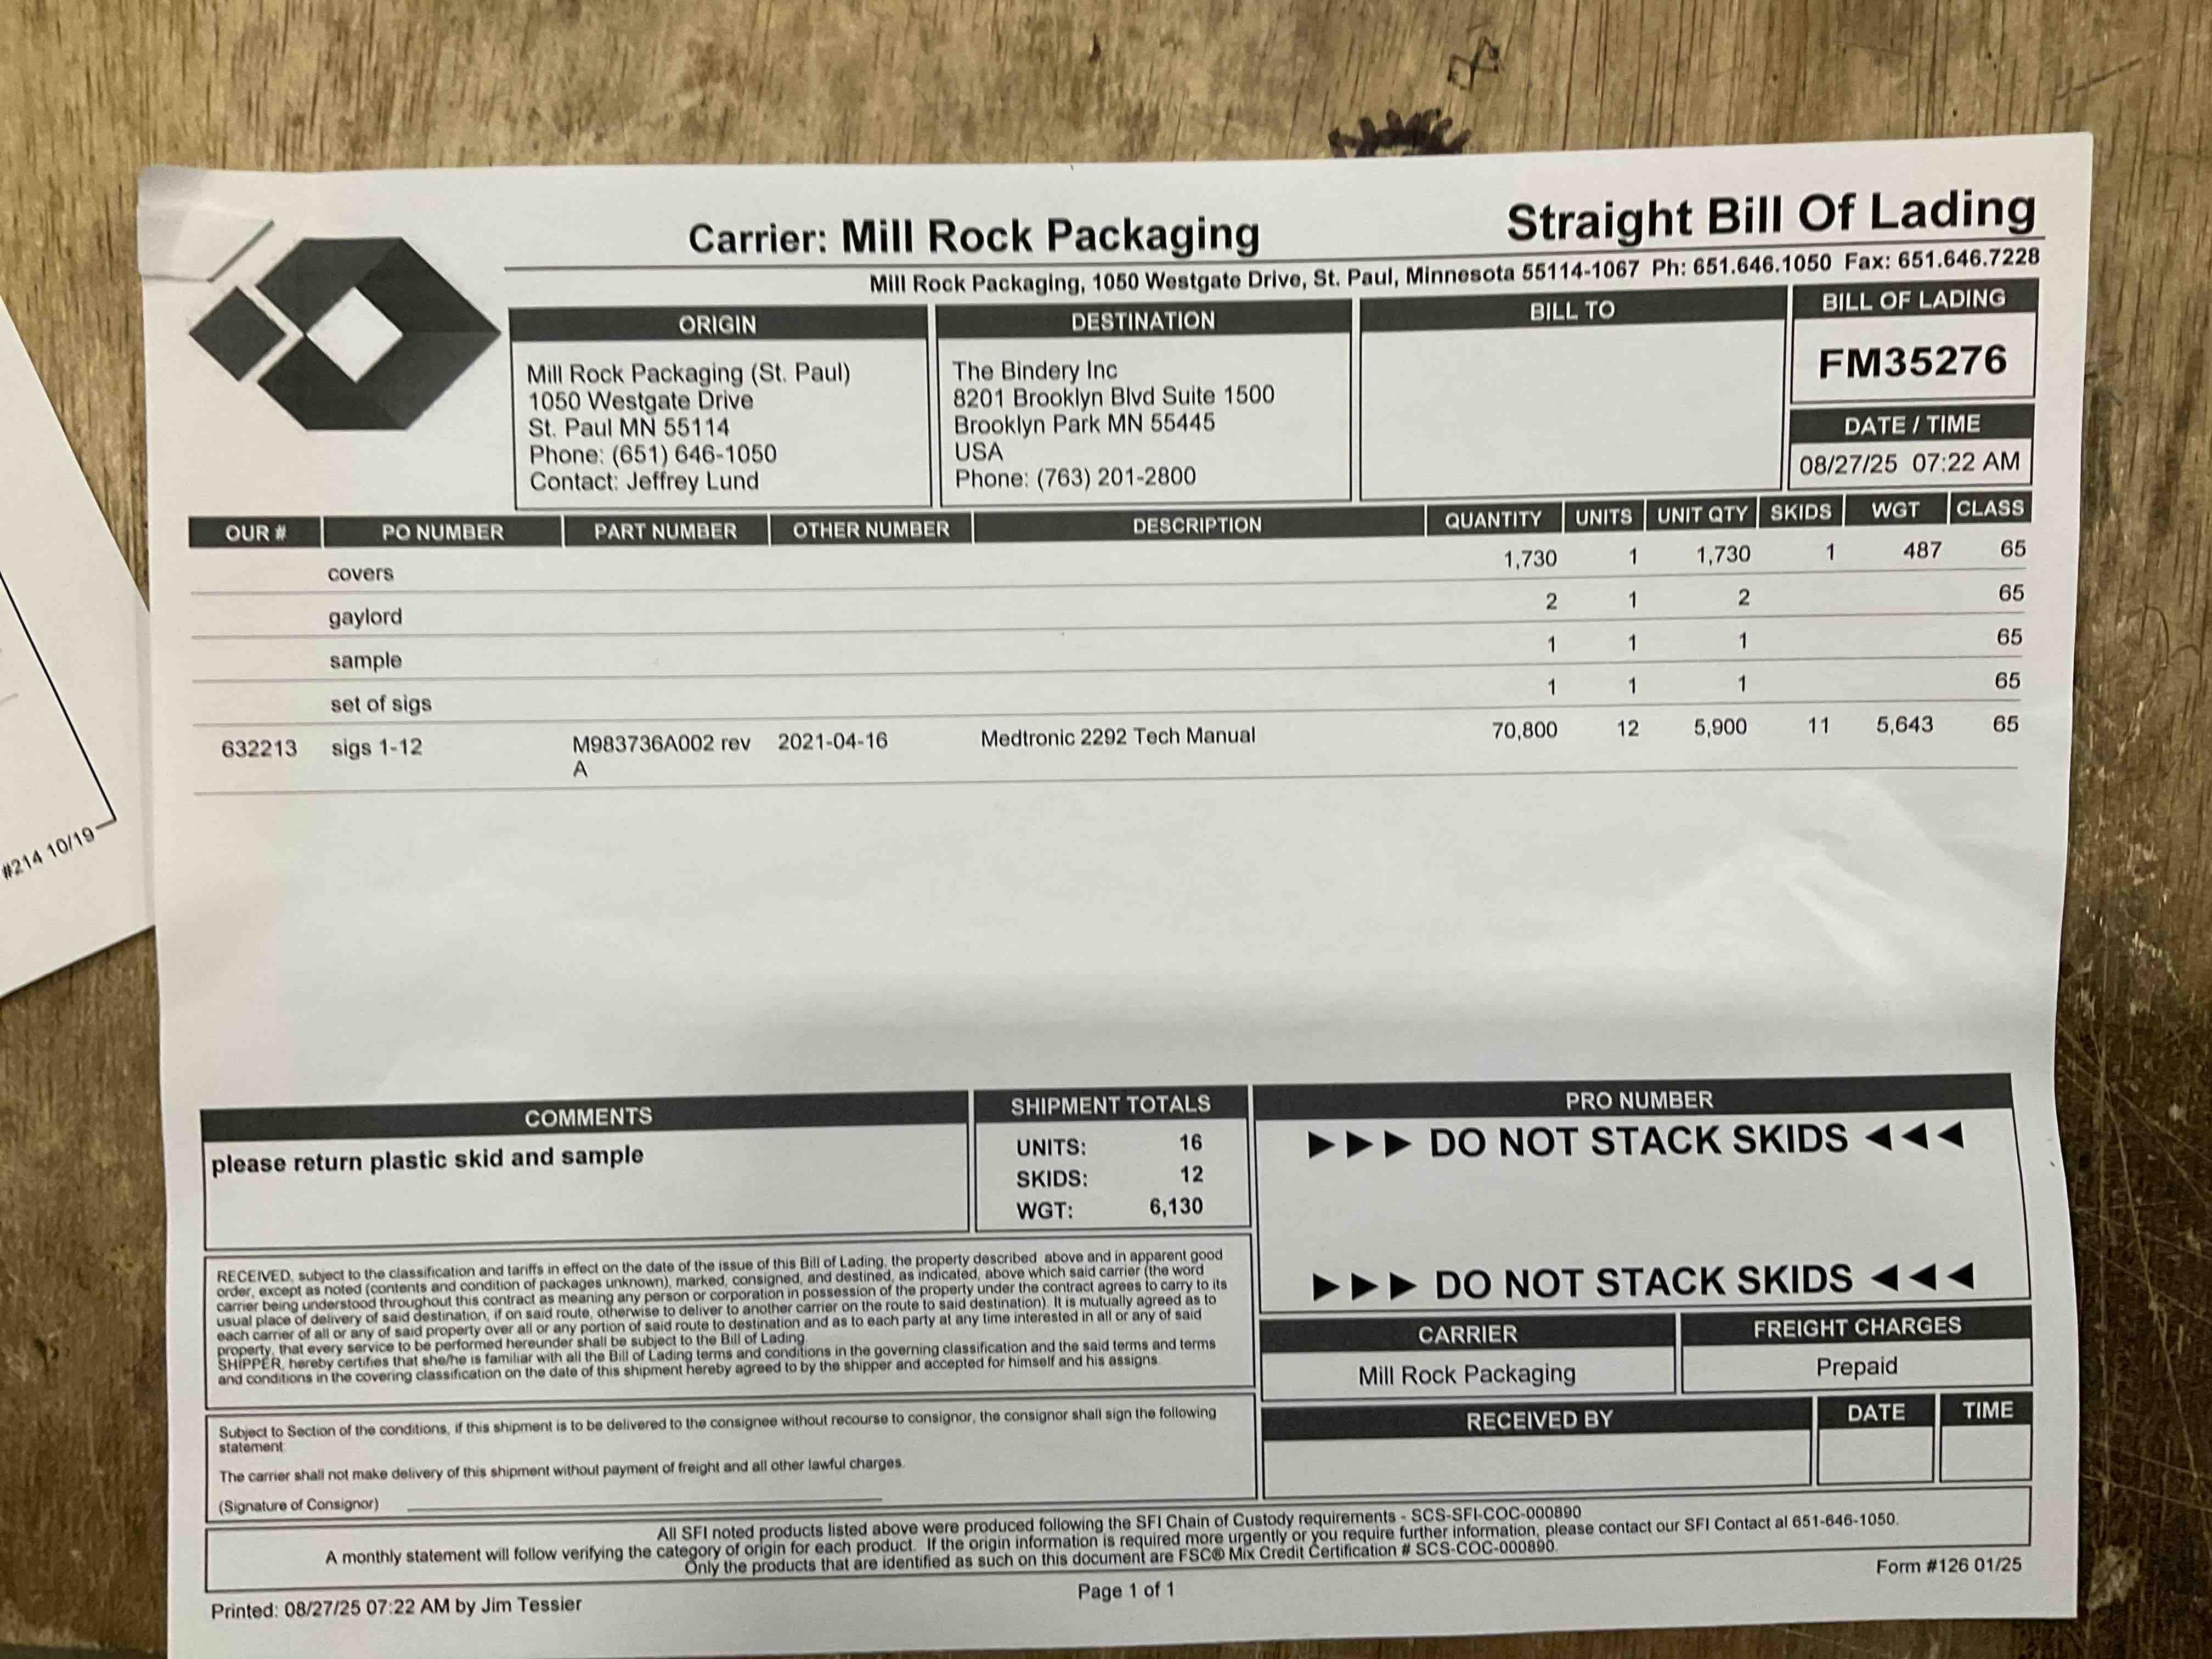 Carrier: Mill Rock Packaging
Straight Bill Of Lading
Mill Rock Packaging, 1050 Westgate Drive, St. Paul, Minnesota 55114-1067 Ph: 651.646.1050 Fax: 651.646.7228
ORIGIN
Mill Rock Packaging (St. Paul)
1050 Westgate Drive
St. Paul MN 55114
Phone: (651) 646-1050
Contact: Jeffrey Lund
DESTINATION
The Bindery Inc
8201 Brooklyn Blvd Suite 1500
Brooklyn Park MN 55445
USA
Phone: (763) 201-2800
BILL TO
BILL OF LADING
FM35276
DATE / TIME
08/27/25 07:22 AM
OUR # PO NUMBER PART NUMBER OTHER NUMBER DESCRIPTION QUANTITY UNITS UNIT QTY SKIDS WGT CLASS
covers 1,730 1 1,730 1 487 65
gaylord 2 1 2 65
sample 1 1 1 65
set of sigs 1 1 1 65
632213 sigs 1-12 M983736A002 rev 2021-04-16 Medtronic 2292 Tech Manual 70,800 12 5,900 11 5,643 65
A
#214 10/19
COMMENTS
please return plastic skid and sample
SHIPMENT TOTALS
UNITS: 16
SKIDS: 12
WGT: 6,130
PRO NUMBER
▶ ▶ ▶ DO NOT STACK SKIDS ◀ ◀ ◀
▶ ▶ ▶ DO NOT STACK SKIDS ◀ ◀ ◀
RECEIVED, subject to the classification and tariffs in effect on the date of the issue of this Bill of Lading, the property described above and in apparent good
order, except as noted (contents and condition of packages unknown), marked, consigned, and destined, as indicated, above which said carrier (the word
carrier being understood throughout this contract as meaning any person or corporation in possession of the property under the contract agrees to carry to its
usual place of delivery of said destination, if on said route, otherwise to deliver to another carrier on the route to said destination). It is mutually agreed as to
each carrier of all or any of said property over all or any portion of said route to destination and as to each party at any time interested in all or any of said
property, that every service to be performed hereunder shall be subject to the Bill of Lading.
SHIPPER, hereby certifies that she/he is familiar with all the Bill of Lading terms and conditions in the governing classification and the said terms and terms
and conditions in the covering classification on the date of this shipment hereby agreed to by the shipper and accepted for himself and his assigns.
CARRIER
Mill Rock Packaging
FREIGHT CHARGES
Prepaid
Subject to Section of the conditions, if this shipment is to be delivered to the consignee without recourse to consignor, the consignor shall sign the following
statement
The carrier shall not make delivery of this shipment without payment of freight and all other lawful charges.
(Signature of Consignor)
RECEIVED BY
DATE
TIME
All SFI noted products listed above were produced following the SFI Chain of Custody requirements - SCS-SFI-COC-000890
A monthly statement will follow verifying the category of origin for each product. If the origin information is required more urgently or you require further information, please contact our SFI Contact al 651-646-1050.
Only the products that are identified as such on this document are FSC® Mix Credit Certification # SCS-COC-000890.
Printed: 08/27/25 07:22 AM by Jim Tessier
Page 1 of 1
Form #126 01/25